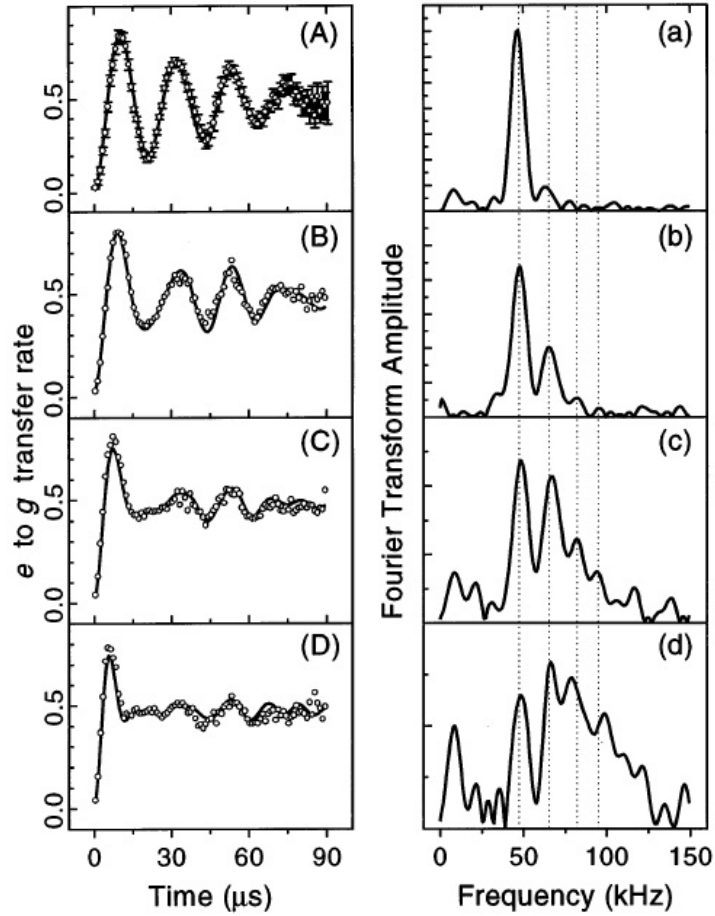 (A)
0.5
0.0
(B)
0.5
0.0
(C)
0.5
0.0
(D)
0.5
0.0
e to g transfer rate
0 30 60 90
Time (μs)
(a)
(b)
(c)
(d)
Fourier Transform Amplitude
0 50 100 150
Frequency (kHz)